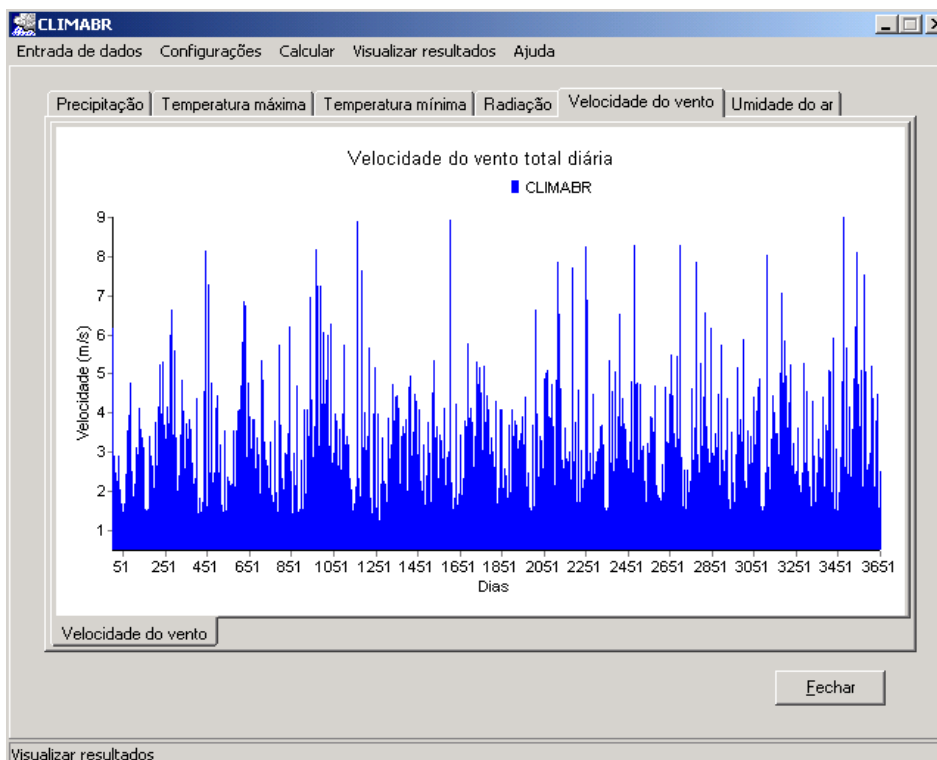 CLIMABR
Entrada de dados Configurações Calcular Visualizar resultados Ajuda
Precipitação Temperatura máxima Temperatura mínima Radiação Velocidade do vento Umidade do ar
Velocidade do vento total diária
CLIMABR
Velocidade (m/s)
9
8
7
6
5
4
3
2
1
51 251 451 651 851 1051 1251 1451 1651 1851 2051 2251 2451 2651 2851 3051 3251 3451 3651
Dias
Velocidade do vento
Fechar
Visualizar resultados